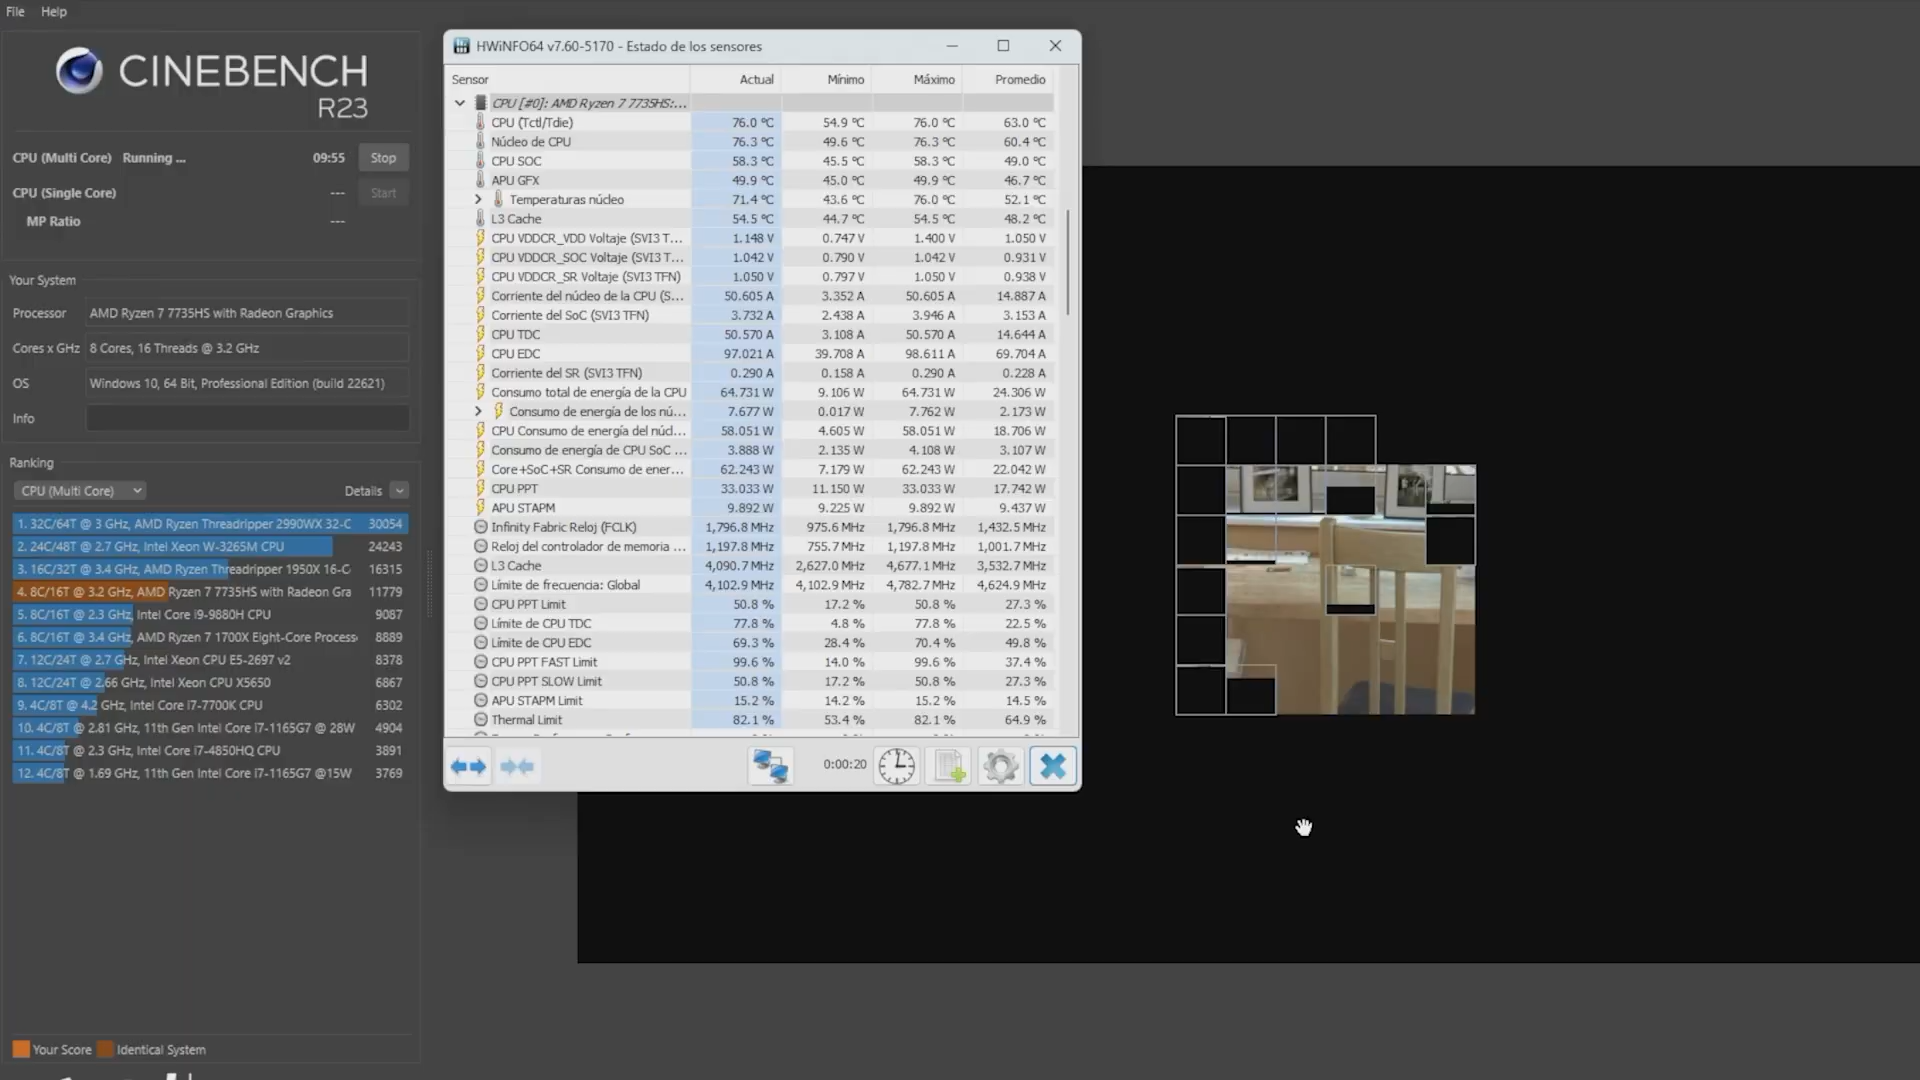 File Help
CINEBENCH
R23
CPU (Multi Core) Running ... 09:55 Stop
CPU (Single Core) --- Start
MP Ratio ---
Your System
Processor AMD Ryzen 7 7735HS with Radeon Graphics
Cores x GHz 8 Cores, 16 Threads @ 3.2 GHz
OS Windows 10, 64 Bit, Professional Edition (build 22621)
Info
Ranking
CPU (Multi Core) Details
1. 32C/64T @ 3 GHz, AMD Ryzen Threadripper 2990WX 32-C 30054
2. 24C/48T @ 2.7 GHz, Intel Xeon W-3265M CPU 24243
3. 16C/32T @ 3.4 GHz, AMD Ryzen Threadripper 1950X 16-C 16315
4. 8C/16T @ 3.2 GHz, AMD Ryzen 7 7735HS with Radeon Gra 11779
5. 8C/16T @ 2.3 GHz, Intel Core i9-9880H CPU 9087
6. 8C/16T @ 3.4 GHz, AMD Ryzen 7 1700X Eight-Core Process 8889
7. 12C/24T @ 2.7 GHz, Intel Xeon CPU E5-2697 v2 8378
8. 12C/24T @ 2.66 GHz, Intel Xeon CPU X5650 6867
9. 4C/8T @ 4.2 GHz, Intel Core i7-7700K CPU 6302
10. 4C/8T @ 2.81 GHz, 11th Gen Intel Core i7-1165G7 @ 28W 4904
11. 4C/8T @ 2.3 GHz, Intel Core i7-4850HQ CPU 3891
12. 4C/8T @ 1.69 GHz, 11th Gen Intel Core i7-1165G7 @15W 3769
Your Score Identical System
HWiNFO64 v7.60-5170 - Estado de los sensores
Sensor Actual Mínimo Máximo Promedio
CPU [#0]: AMD Ryzen 7 7735HS:...
CPU (Tctl/Tdie) 76.0 ºC 54.9 ºC 76.0 ºC 63.0 ºC
Núcleo de CPU 76.3 ºC 49.6 ºC 76.3 ºC 60.4 ºC
CPU SOC 58.3 ºC 45.5 ºC 58.3 ºC 49.0 ºC
APU GFX 49.9 ºC 45.0 ºC 49.9 ºC 46.7 ºC
Temperaturas núcleo 71.4 ºC 43.6 ºC 76.0 ºC 52.1 ºC
L3 Cache 54.5 ºC 44.7 ºC 54.5 ºC 48.2 ºC
CPU VDDCR_VDD Voltaje (SVI3 T... 1.148 V 0.747 V 1.400 V 1.050 V
CPU VDDCR_SOC Voltaje (SVI3 T... 1.042 V 0.790 V 1.042 V 0.931 V
CPU VDDCR_SR Voltaje (SVI3 TFN) 1.050 V 0.797 V 1.050 V 0.938 V
Corriente del núcleo de la CPU (S... 50.605 A 3.352 A 50.605 A 14.887 A
Corriente del SoC (SVI3 TFN) 3.732 A 2.438 A 3.946 A 3.153 A
CPU TDC 50.570 A 3.108 A 50.570 A 14.644 A
CPU EDC 97.021 A 39.708 A 98.611 A 69.704 A
Corriente del SR (SVI3 TFN) 0.290 A 0.158 A 0.290 A 0.228 A
Consumo total de energía de la CPU 64.731 W 9.106 W 64.731 W 24.306 W
Consumo de energía de los nú... 7.677 W 0.017 W 7.762 W 2.173 W
CPU Consumo de energía del núcl... 58.051 W 4.605 W 58.051 W 18.706 W
Consumo de energía de CPU SoC ... 3.888 W 2.135 W 4.108 W 3.107 W
Core+SoC+SR Consumo de ener... 62.243 W 7.179 W 62.243 W 22.042 W
CPU PPT 33.033 W 11.150 W 33.033 W 17.742 W
APU STAPM 9.892 W 9.225 W 9.892 W 9.437 W
Infinity Fabric Reloj (FCLK) 1,796.8 MHz 975.6 MHz 1,796.8 MHz 1,432.5 MHz
Reloj del controlador de memoria ... 1,197.8 MHz 755.7 MHz 1,197.8 MHz 1,001.7 MHz
L3 Cache 4,090.7 MHz 2,627.0 MHz 4,677.1 MHz 3,532.7 MHz
Límite de frecuencia: Global 4,102.9 MHz 4,102.9 MHz 4,782.7 MHz 4,624.9 MHz
CPU PPT Limit 50.8 % 17.2 % 50.8 % 27.3 %
Límite de CPU TDC 77.8 % 4.8 % 77.8 % 22.5 %
Límite de CPU EDC 69.3 % 28.4 % 70.4 % 49.8 %
CPU PPT FAST Limit 99.6 % 14.0 % 99.6 % 37.4 %
CPU PPT SLOW Limit 50.8 % 17.2 % 50.8 % 27.3 %
APU STAPM Limit 15.2 % 14.2 % 15.2 % 14.5 %
Thermal Limit 82.1 % 53.4 % 82.1 % 64.9 %
0:00:20